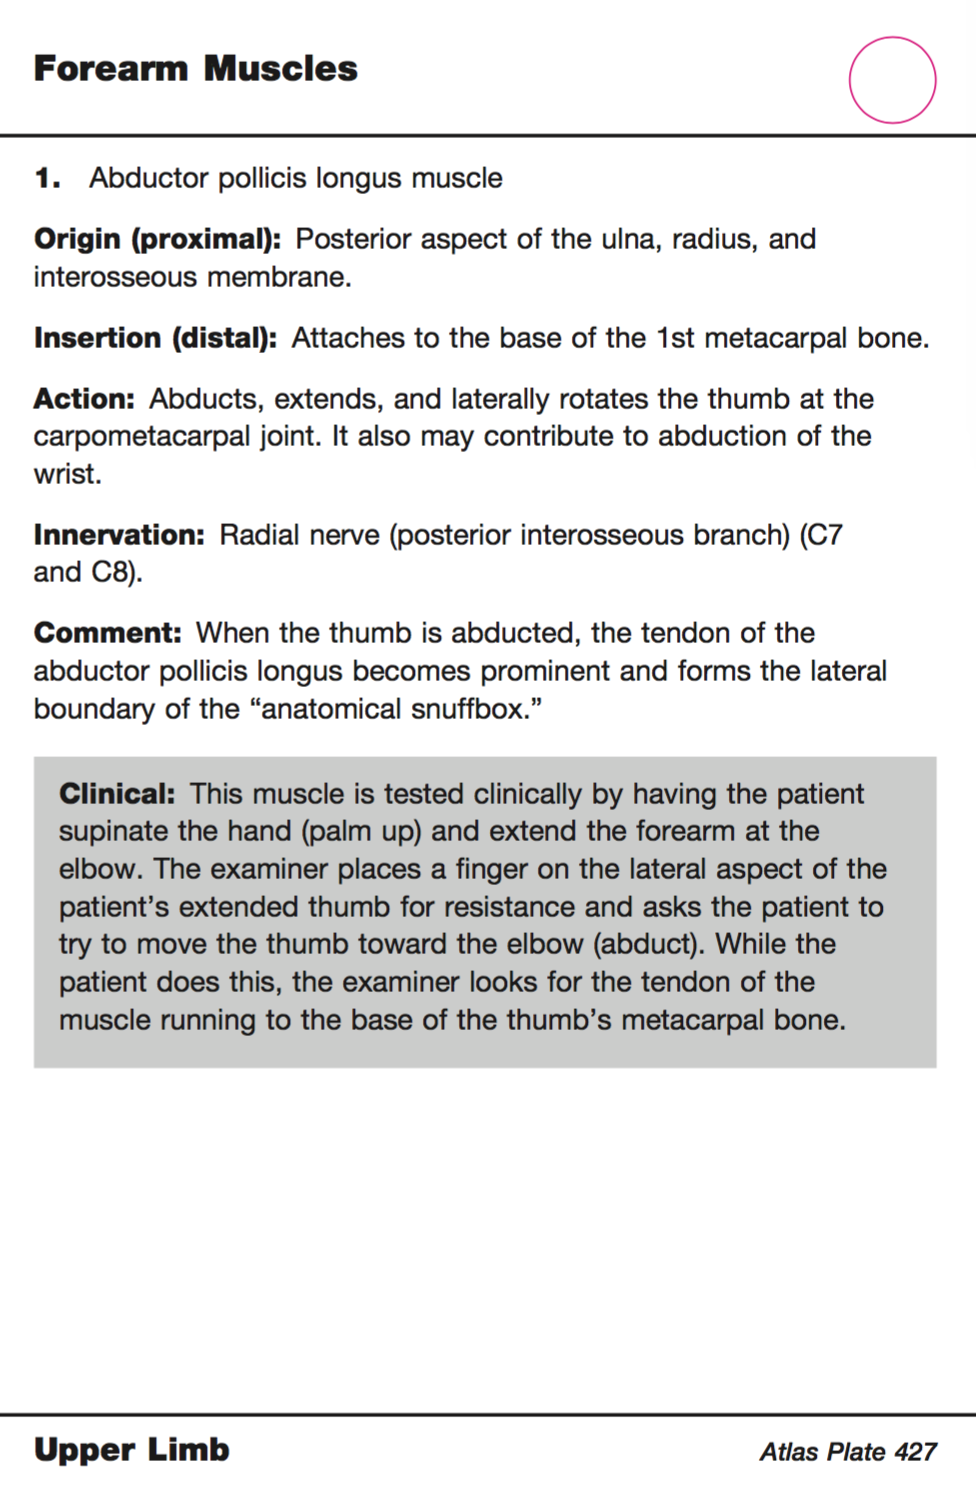 Forearm Muscles
1. Abductor pollicis longus muscle
Origin (proximal): Posterior aspect of the ulna, radius, and
interosseous membrane.
Insertion (distal): Attaches to the base of the 1st metacarpal bone.
Action: Abducts, extends, and laterally rotates the thumb at the
carpometacarpal joint. It also may contribute to abduction of the
wrist.
Innervation: Radial nerve (posterior interosseous branch) (C7
and C8).
Comment: When the thumb is abducted, the tendon of the
abductor pollicis longus becomes prominent and forms the lateral
boundary of the “anatomical snuffbox.”
Clinical: This muscle is tested clinically by having the patient
supinate the hand (palm up) and extend the forearm at the
elbow. The examiner places a finger on the lateral aspect of the
patient’s extended thumb for resistance and asks the patient to
try to move the thumb toward the elbow (abduct). While the
patient does this, the examiner looks for the tendon of the
muscle running to the base of the thumb’s metacarpal bone.
Upper Limb
Atlas Plate 427